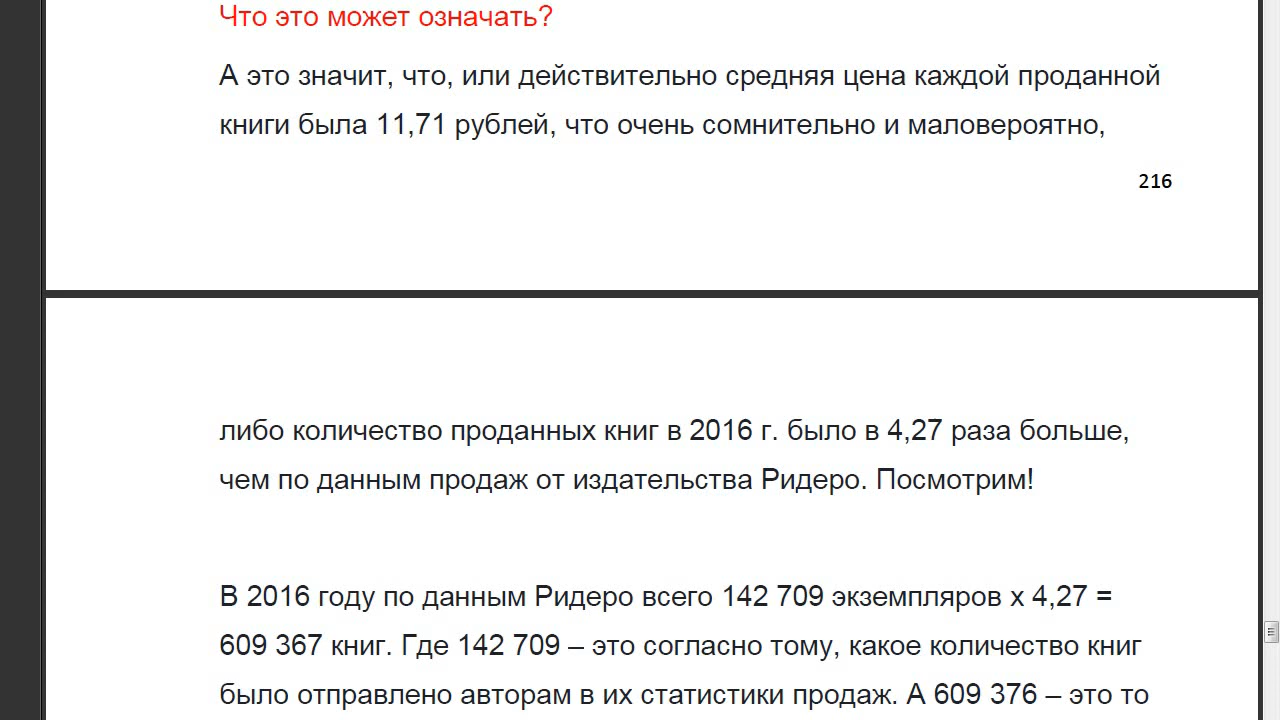 Что это может означать?
А это значит, что, или действительно средняя цена каждой проданной
книги была 11,71 рублей, что очень сомнительно и маловероятно,
216
либо количество проданных книг в 2016 г. было в 4,27 раза больше,
чем по данным продаж от издательства Ридеро. Посмотрим!
В 2016 году по данным Ридеро всего 142 709 экземпляров х 4,27 =
609 367 книг. Где 142 709 – это согласно тому, какое количество книг
было отправлено авторам в их статистики продаж. А 609 376 – это то